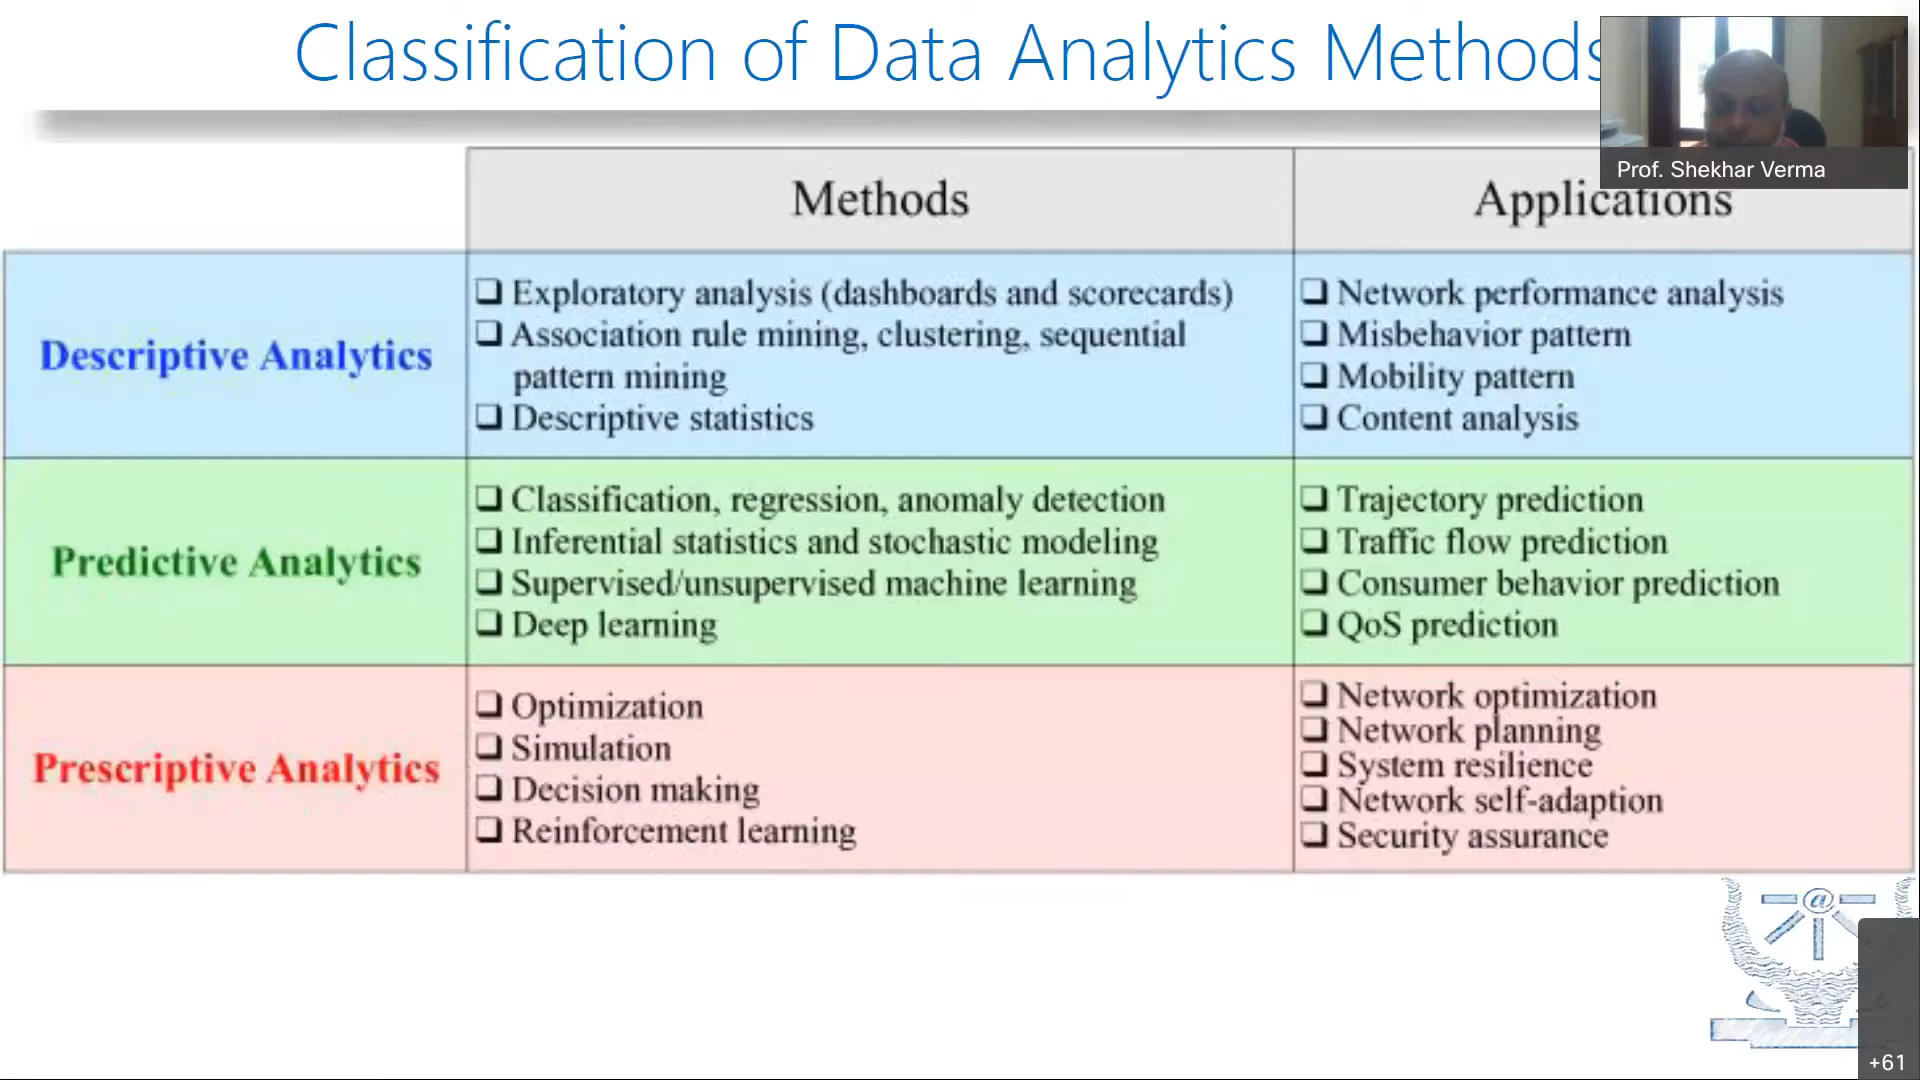 Classification of Data Analytics Methods
Prof. Shekhar Verma
Methods
Applications
Descriptive Analytics
❑ Exploratory analysis (dashboards and scorecards)
❑ Association rule mining, clustering, sequential
pattern mining
❑ Descriptive statistics
❑ Network performance analysis
❑ Misbehavior pattern
❑ Mobility pattern
❑ Content analysis
Predictive Analytics
❑ Classification, regression, anomaly detection
❑ Inferential statistics and stochastic modeling
❑ Supervised/unsupervised machine learning
❑ Deep learning
❑ Trajectory prediction
❑ Traffic flow prediction
❑ Consumer behavior prediction
❑ QoS prediction
Prescriptive Analytics
❑ Optimization
❑ Simulation
❑ Decision making
❑ Reinforcement learning
❑ Network optimization
❑ Network planning
❑ System resilience
❑ Network self-adaption
❑ Security assurance
@
+61